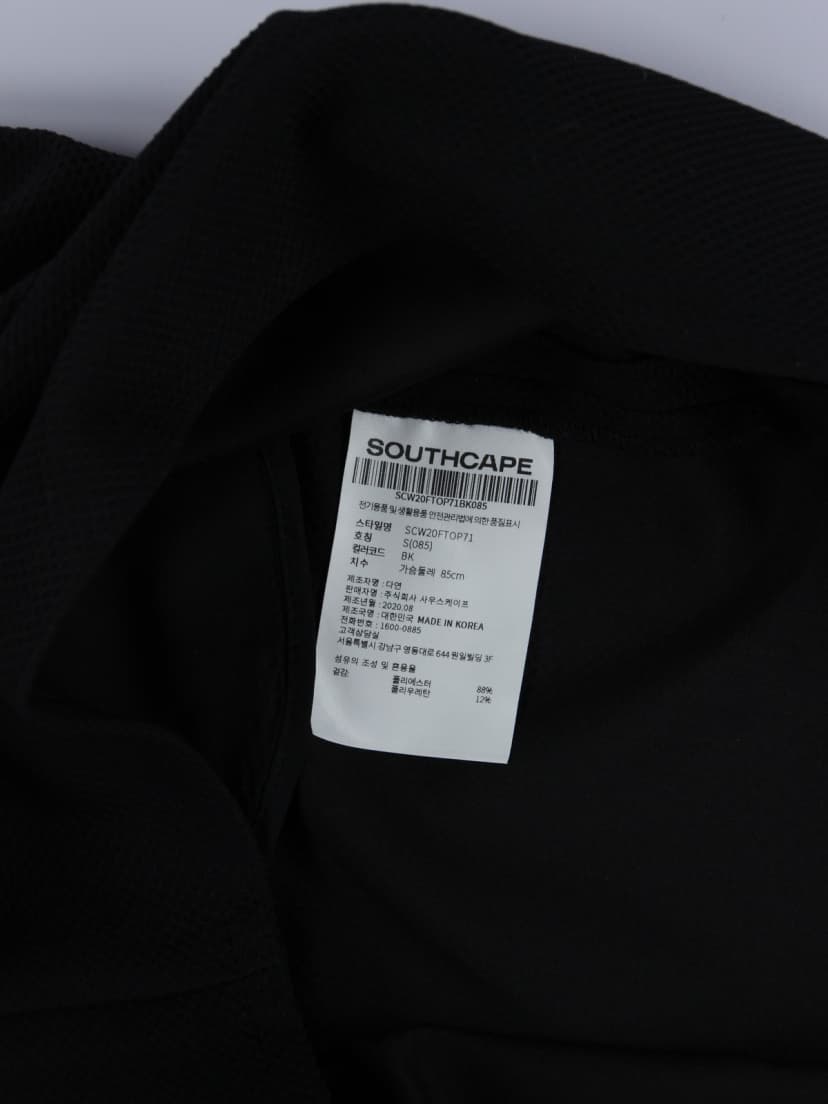 SOUTHCAPE
SCW20FTOP71BK085
전기용품 및 생활용품 안전관리법에 의한 품질표시
스타일명 SCW20FTOP71
호칭 S(085)
컬러코드 BK
치수 가슴둘레 85cm
제조자명 : 다연
판매자명 : 주식회사 사우스케이프
제조년월 : 2020.08
제조국명 : 대한민국 MADE IN KOREA
전화번호 : 1600-0885
고객상담실
서울특별시 강남구 영동대로 644 원일빌딩 3F
섬유의 조성 및 혼용율
겉감: 폴리에스터 88%
폴리우레탄 12%